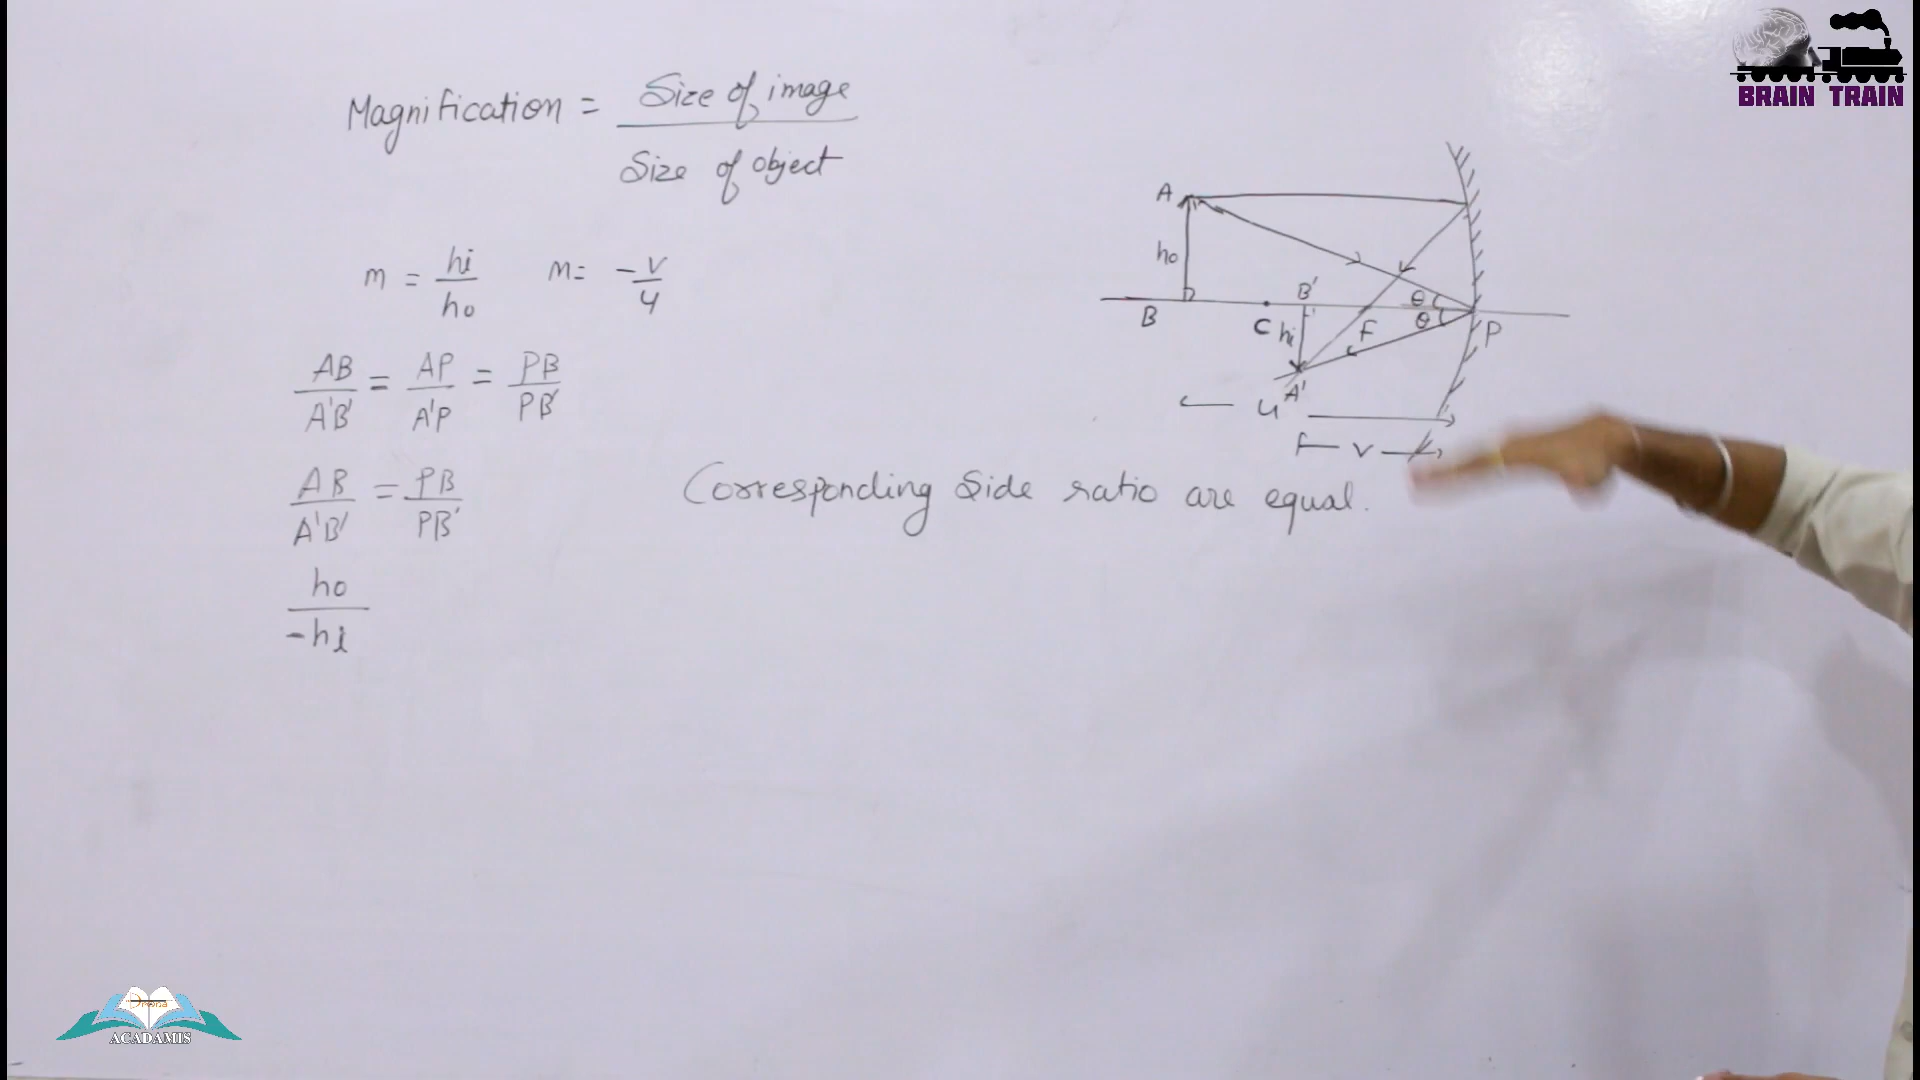 BRAIN TRAIN
Magnification = Size of image / Size of object
m = hi / ho   m = -v / u
AB / A'B' = AP / A'P = PB / PB'
AB / A'B' = PB / PB'
ho / -hi
Corresponding Side ratio are equal.
A
ho
B
C
B'
hi
A'
F
θ
θ
P
u
v
Drona
ACADAMIS